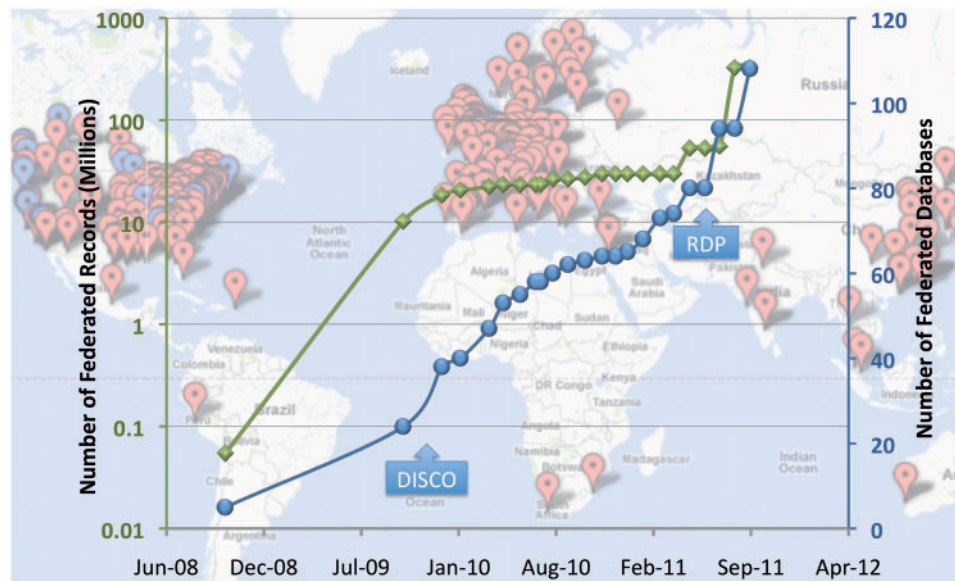 1000
100
10
1
0.1
0.01
Number of Federated Records (Millions)
120
100
80
60
40
20
0
Number of Federated Databases
Jun-08
Dec-08
Jul-09
Jan-10
Aug-10
Feb-11
Sep-11
Apr-12
DISCO
RDP
Iceland
Russia
Kazakhstan
North
Atlantic
Ocean
Algeria
Mauritania
Mali
Niger
Chad
Sudan
Saudi
Arabia
Nigeria
Ethiopia
Kenya
DR Congo
Tanzania
Angola
Namibia
Botswana
Madagascar
South
Africa
Venezuela
Colombia
Peru
Brazil
Bolivia
Chile
Argentina
Indian
Ocean
Ocean